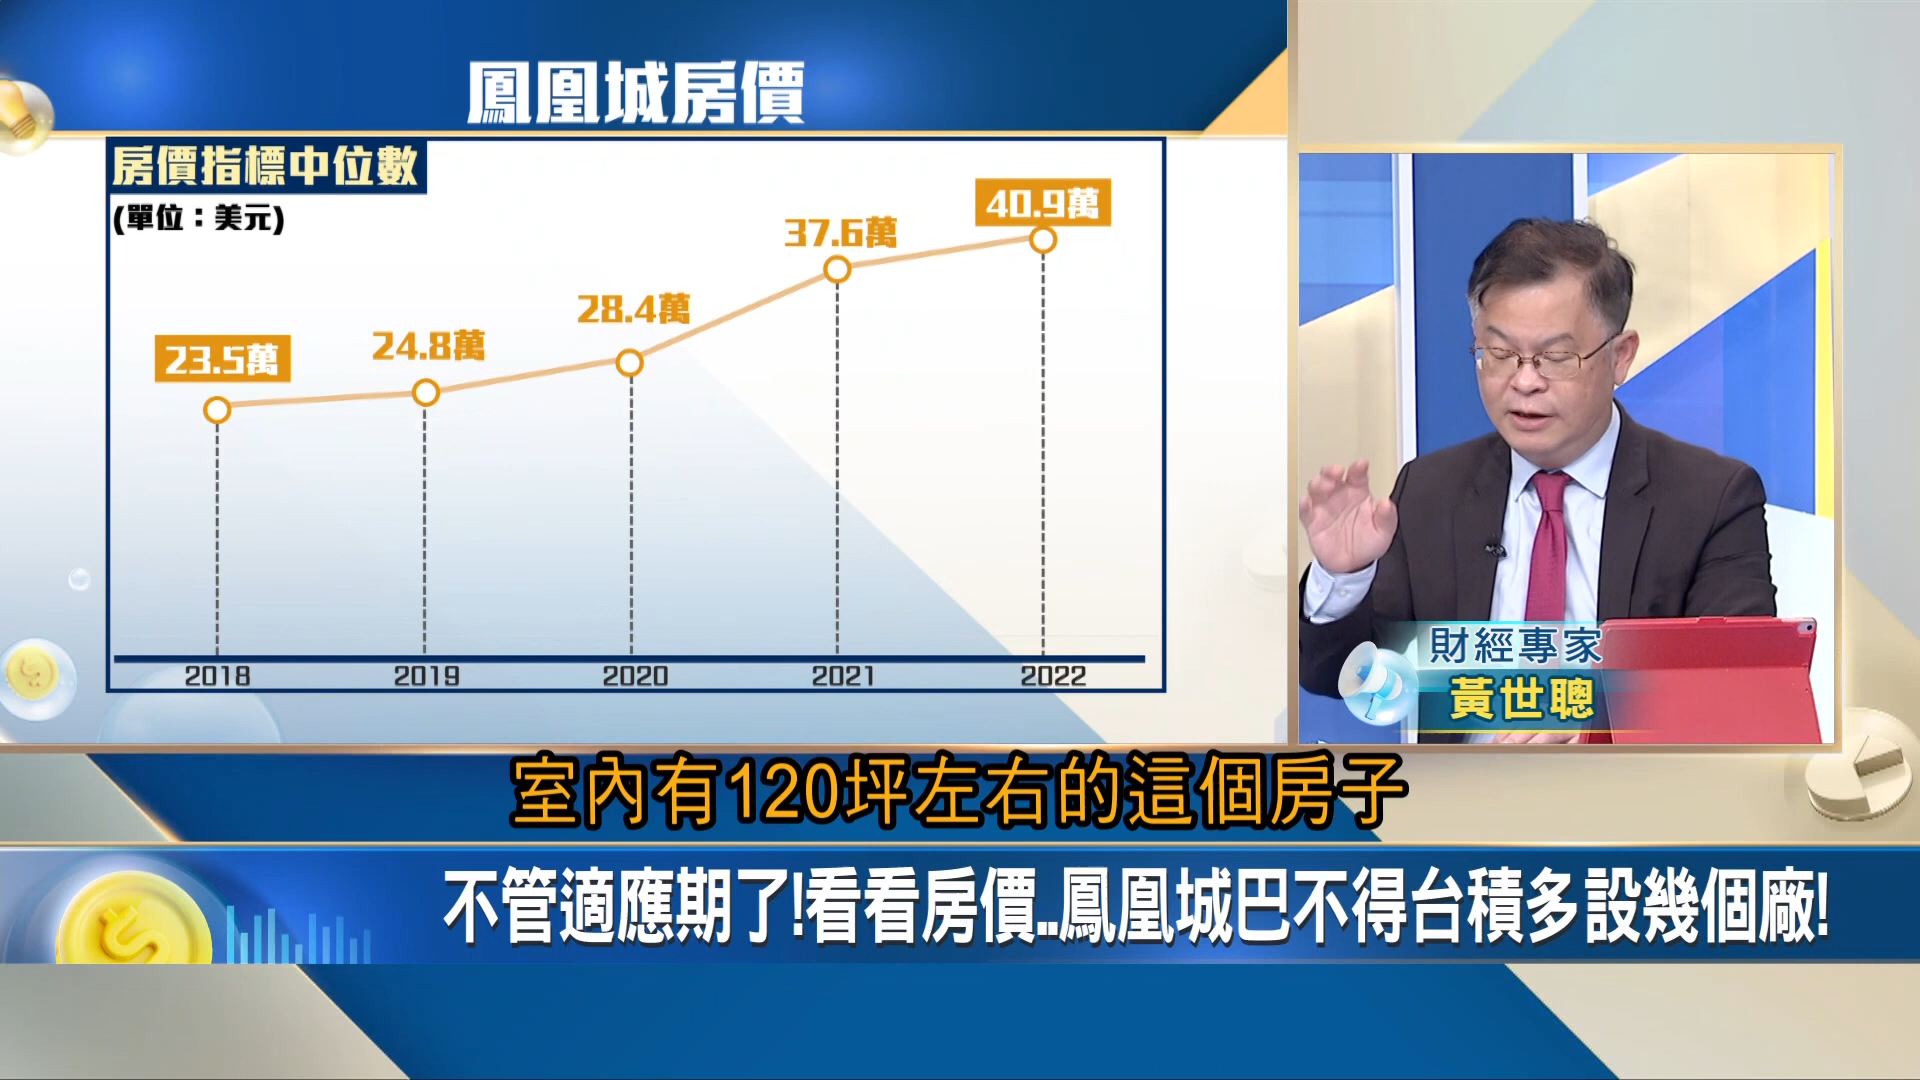 鳳凰城房價
房價指標中位數
(單位：美元)
23.5萬
24.8萬
28.4萬
37.6萬
40.9萬
2018 2019 2020 2021 2022
財經專家
黃世聰
室內有120坪左右的這個房子
不管適應期了!看看房價..鳳凰城巴不得台積多設幾個廠!